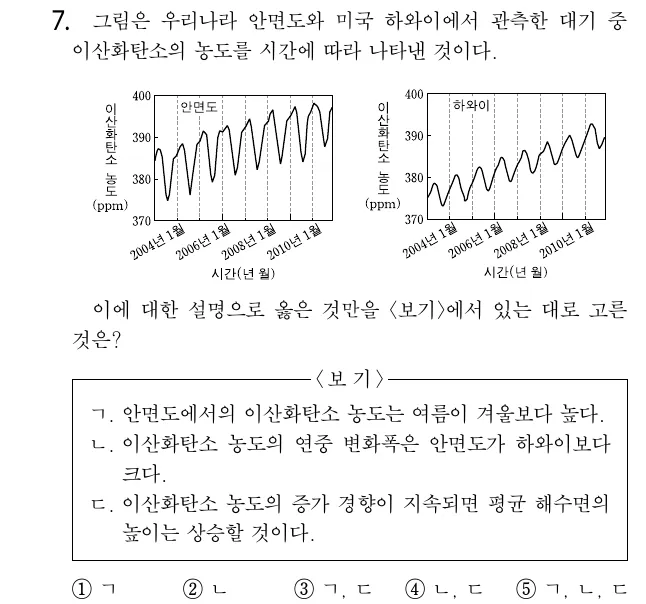 7. 그림은 우리나라 안면도와 미국 하와이에서 관측한 대기 중
이산화탄소의 농도를 시간에 따라 나타낸 것이다.
이산화탄소 농도
(ppm)
400
390
380
370
안면도
2004년 1월
2006년 1월
2008년 1월
2010년 1월
시간(년 월)
이산화탄소 농도
(ppm)
400
390
380
370
하와이
2004년 1월
2006년 1월
2008년 1월
2010년 1월
시간(년 월)
이에 대한 설명으로 옳은 것만을 〈보기〉에서 있는 대로 고른
것은?
〈보 기〉
ㄱ. 안면도에서의 이산화탄소 농도는 여름이 겨울보다 높다.
ㄴ. 이산화탄소 농도의 연중 변화폭은 안면도가 하와이보다
크다.
ㄷ. 이산화탄소 농도의 증가 경향이 지속되면 평균 해수면의
높이는 상승할 것이다.
① ㄱ ② ㄴ ③ ㄱ, ㄷ ④ ㄴ, ㄷ ⑤ ㄱ, ㄴ, ㄷ